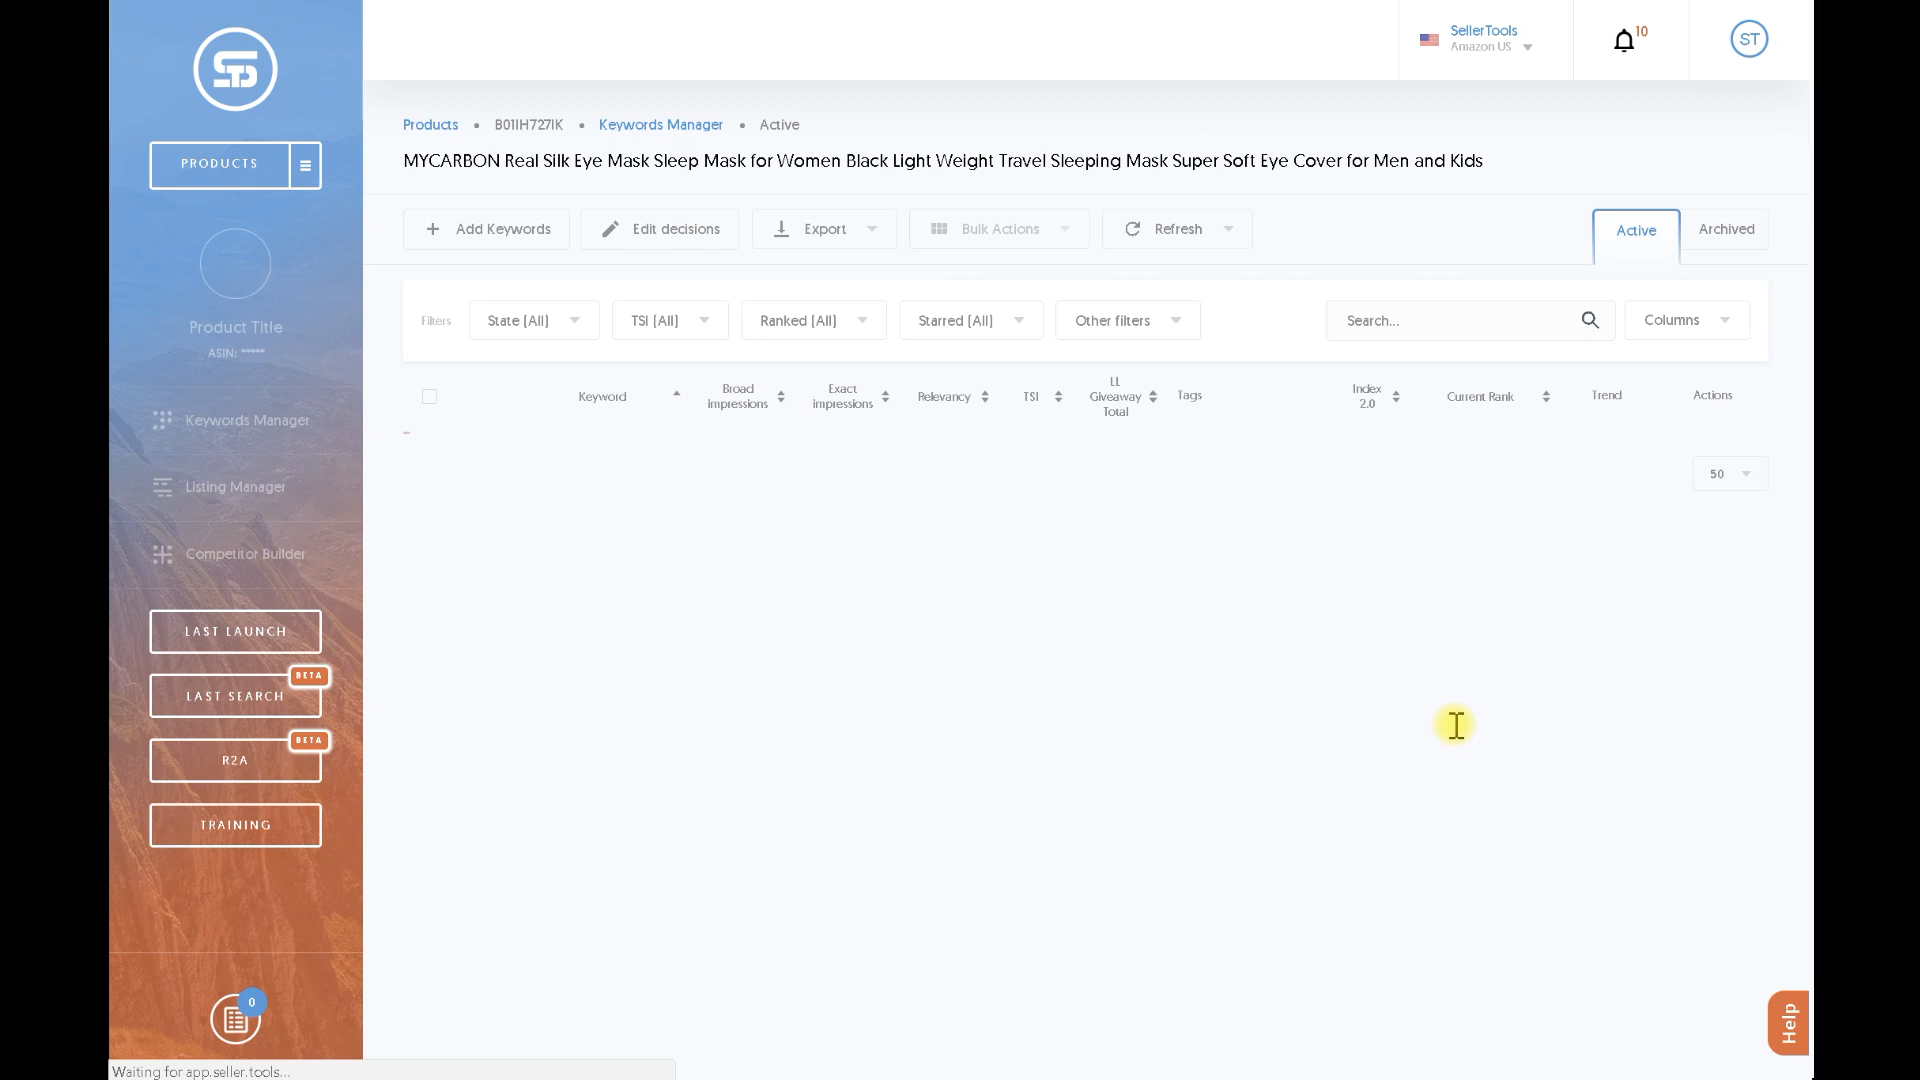 SellerTools
Amazon US
10
ST
PRODUCTS
Products • B01IH727IK • Keywords Manager • Active
MYCARBON Real Silk Eye Mask Sleep Mask for Women Black Light Weight Travel Sleeping Mask Super Soft Eye Cover for Men and Kids
Add Keywords
Edit decisions
Export
Bulk Actions
Refresh
Active
Archived
Filters
State (All)
TSI (All)
Ranked (All)
Starred (All)
Other filters
Search...
Columns
Keyword
Broad
impressions
Exact
impressions
Relevancy
TSI
LL
Giveaway
Total
Tags
Index
2.0
Current Rank
Trend
Actions
–
50
Product Title
ASIN: *****
Keywords Manager
Listing Manager
Competitor Builder
LAST LAUNCH
BETA
LAST SEARCH
BETA
R2A
TRAINING
0
Help
Waiting for app.seller.tools...